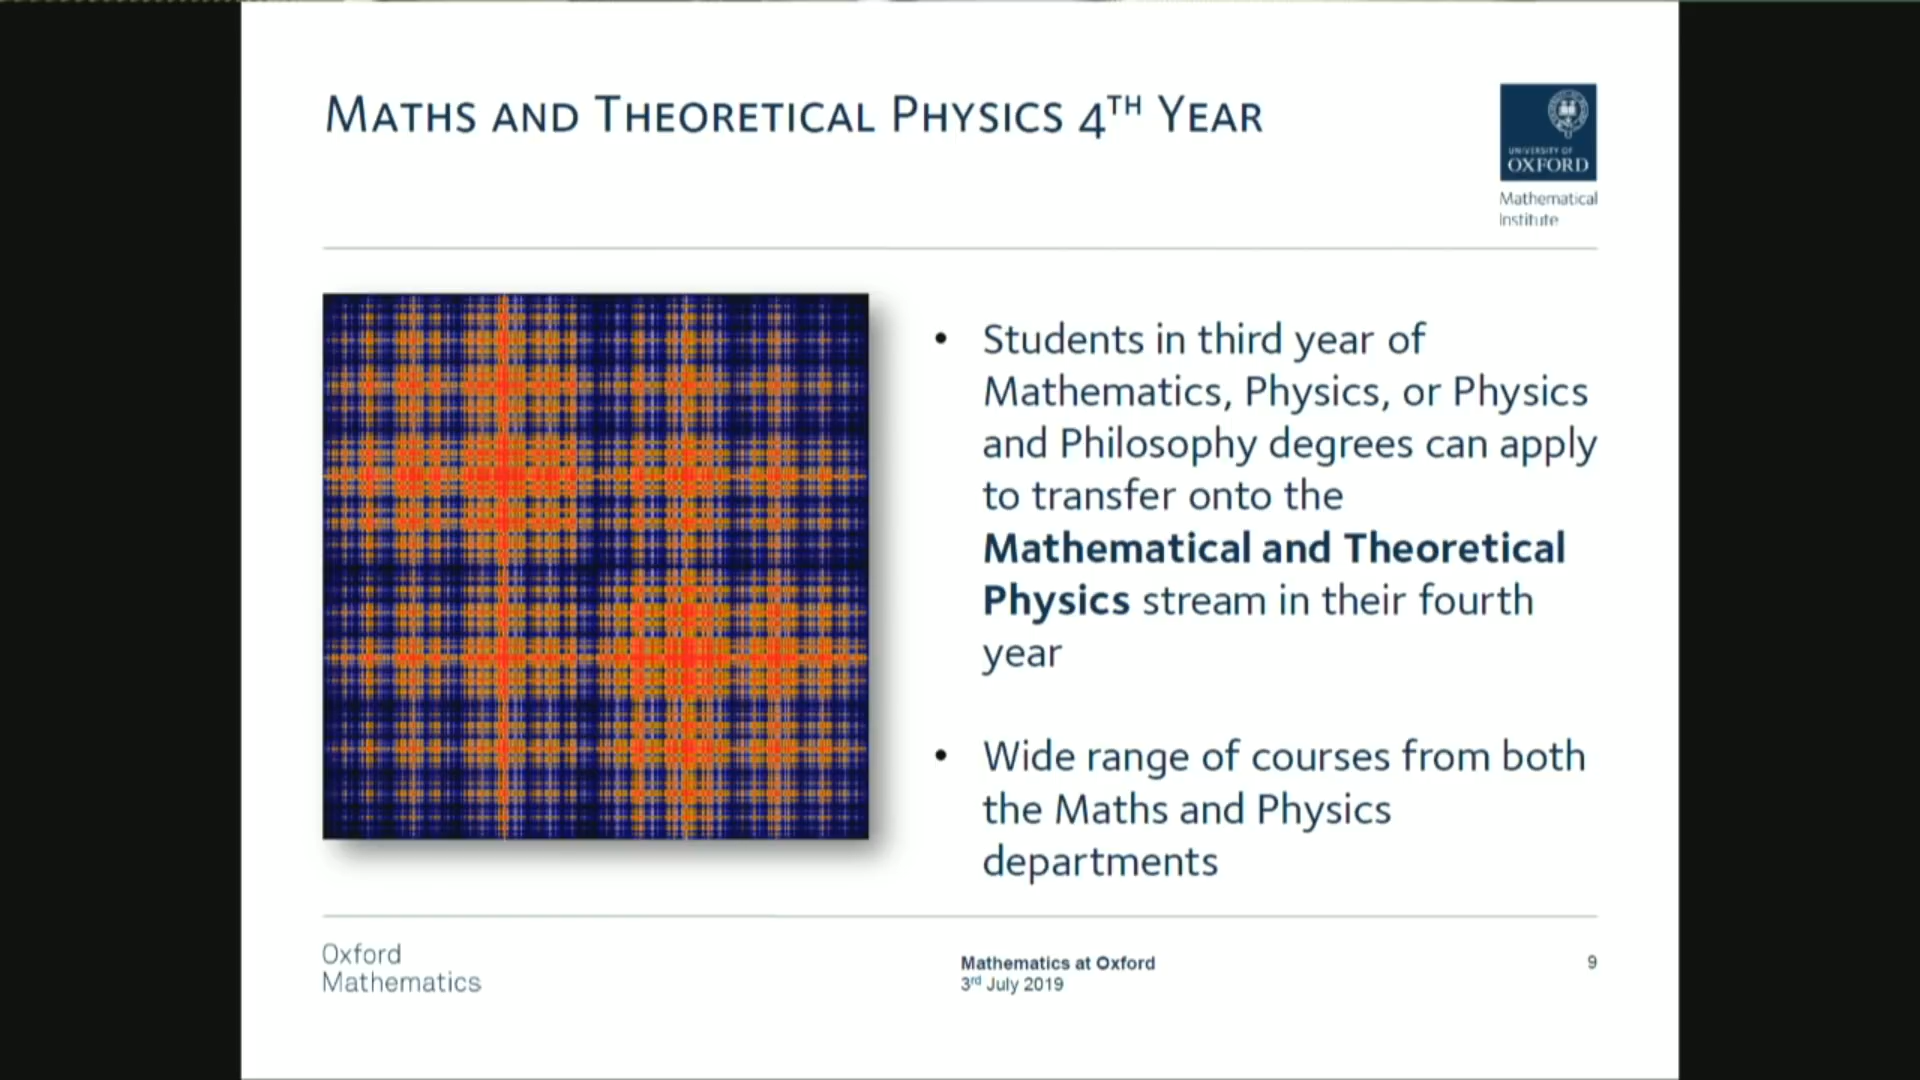 MATHS AND THEORETICAL PHYSICS 4TH YEAR
UNIVERSITY OF
OXFORD
Mathematical
Institute
• Students in third year of
Mathematics, Physics, or Physics
and Philosophy degrees can apply
to transfer onto the
Mathematical and Theoretical
Physics stream in their fourth
year
• Wide range of courses from both
the Maths and Physics
departments
Oxford
Mathematics
Mathematics at Oxford
3rd July 2019
9